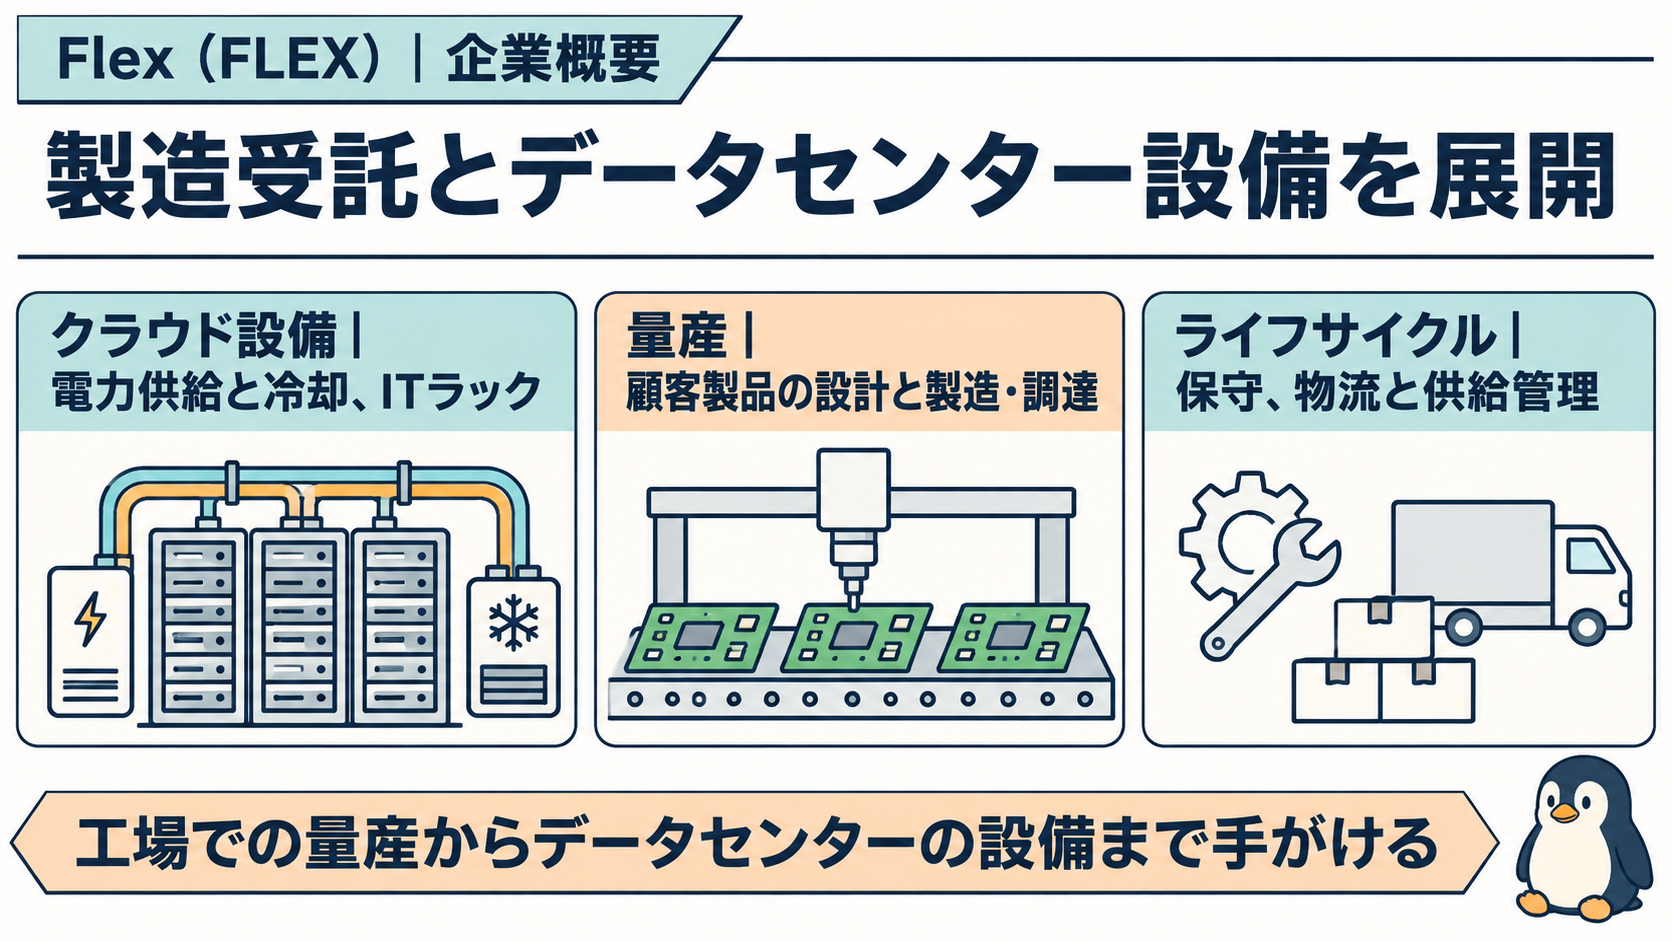 Flex（FLEX）｜企業概要
製造受託とデータセンター設備を展開
クラウド設備｜
電力供給と冷却、ITラック
量産｜
顧客製品の設計と製造・調達
ライフサイクル｜
保守、物流と供給管理
工場での量産からデータセンターの設備まで手がける